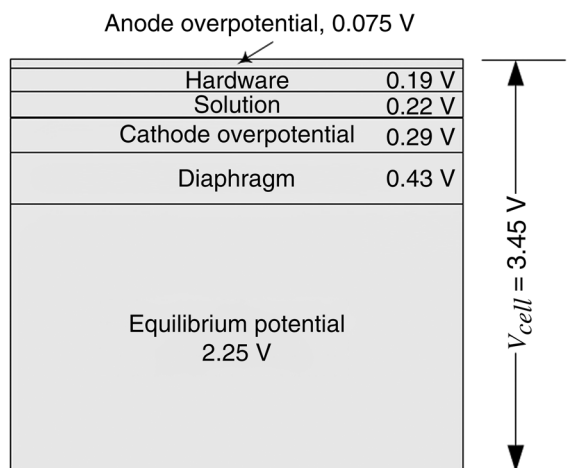 Anode overpotential, 0.075 V
Hardware 0.19 V
Solution 0.22 V
Cathode overpotential 0.29 V
Diaphragm 0.43 V
Equilibrium potential
2.25 V
Vcell = 3.45 V